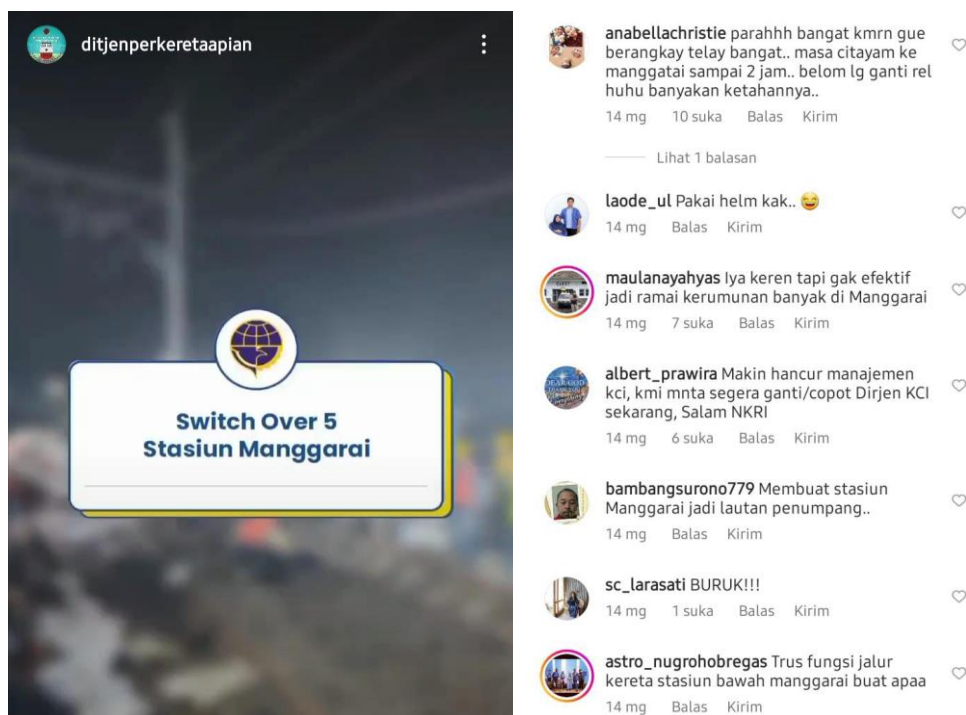 ditjenperkeretaapian
Switch Over 5
Stasiun Manggarai
anabellachristie parahhh bangat kmrn gue
berangkay telay bangat.. masa citayam ke
manggatai sampai 2 jam.. belom lg ganti rel
huhu banyakan ketahannya..
14 mg 10 suka Balas Kirim
Lihat 1 balasan
laode_ul Pakai helm kak.. 😂
14 mg Balas Kirim
maulanayahyas Iya keren tapi gak efektif
jadi ramai kerumunan banyak di Manggarai
14 mg 7 suka Balas Kirim
albert_prawira Makin hancur manajemen
kci, kmi mnta segera ganti/copot Dirjen KCI
sekarang, Salam NKRI
14 mg 6 suka Balas Kirim
bambangsurono779 Membuat stasiun
Manggarai jadi lautan penumpang..
14 mg Balas Kirim
sc_larasati BURUK!!!
14 mg 1 suka Balas Kirim
astro_nugrohobregas Trus fungsi jalur
kereta stasiun bawah manggarai buat apaa
14 mg Balas Kirim